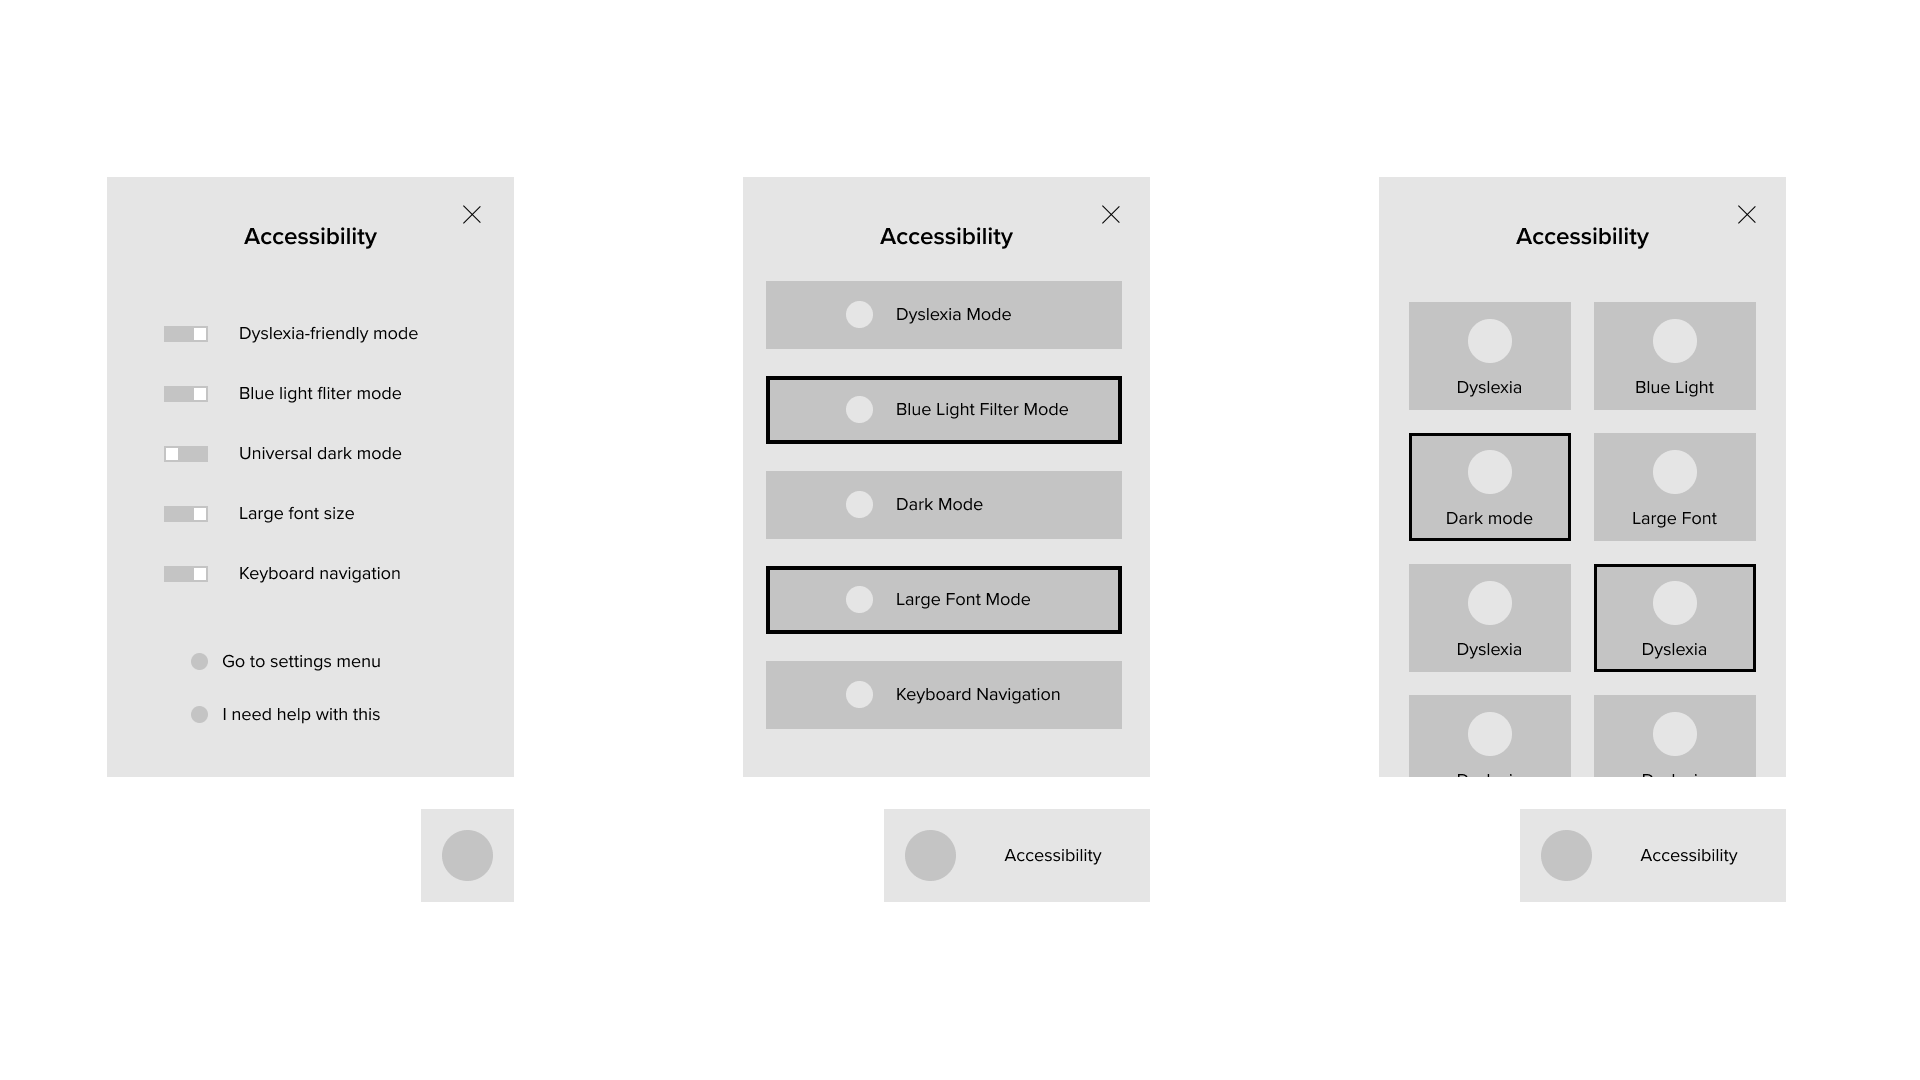 Accessibility
Dyslexia-friendly mode
Blue light fliter mode
Universal dark mode
Large font size
Keyboard navigation
Go to settings menu
I need help with this
Accessibility
Dyslexia Mode
Blue Light Filter Mode
Dark Mode
Large Font Mode
Keyboard Navigation
Accessibility
Accessibility
Dyslexia
Blue Light
Dark mode
Large Font
Dyslexia
Dyslexia
Accessibility